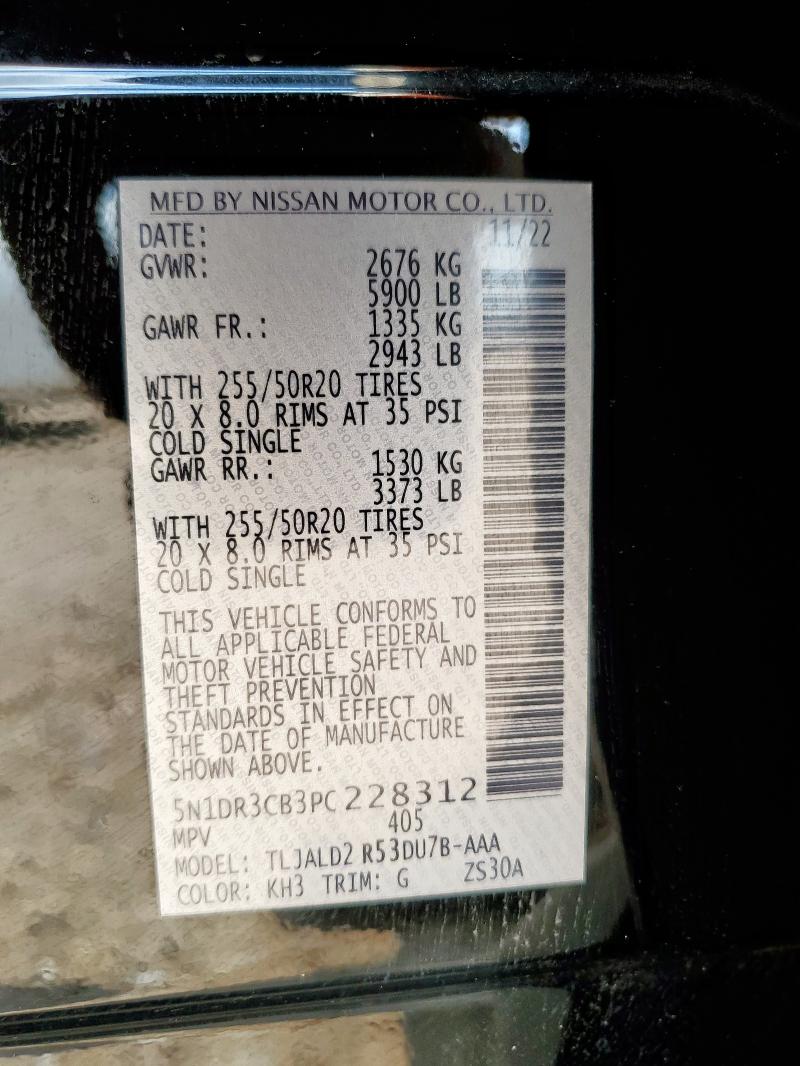 MFD BY NISSAN MOTOR CO., LTD.
DATE: 11/22
GVWR: 2676 KG
5900 LB
GAWR FR.: 1335 KG
2943 LB
WITH 255/50R20 TIRES
20 X 8.0 RIMS AT 35 PSI
COLD SINGLE
GAWR RR.: 1530 KG
3373 LB
WITH 255/50R20 TIRES
20 X 8.0 RIMS AT 35 PSI
COLD SINGLE
THIS VEHICLE CONFORMS TO
ALL APPLICABLE FEDERAL
MOTOR VEHICLE SAFETY AND
THEFT PREVENTION
STANDARDS IN EFFECT ON
THE DATE OF MANUFACTURE
SHOWN ABOVE.
5N1DR3CB3PC228312
MPV 405
MODEL: TLJALD2 R53DU7B-AAA
COLOR: KH3 TRIM: G ZS30A